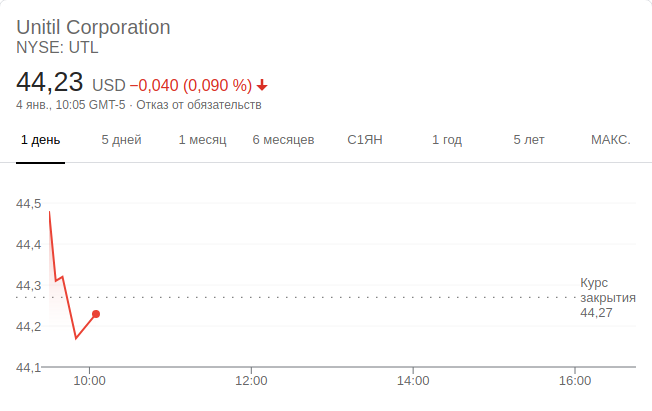 Unitil Corporation
NYSE: UTL
44,23 USD −0,040 (0,090 %)
4 янв., 10:05 GMT-5 · Отказ от обязательств
1 день 5 дней 1 месяц 6 месяцев С1ЯН 1 год 5 лет МАКС.
44,5
44,4
44,3
44,2
44,1
Курс
закрытия
44,27
10:00 12:00 14:00 16:00